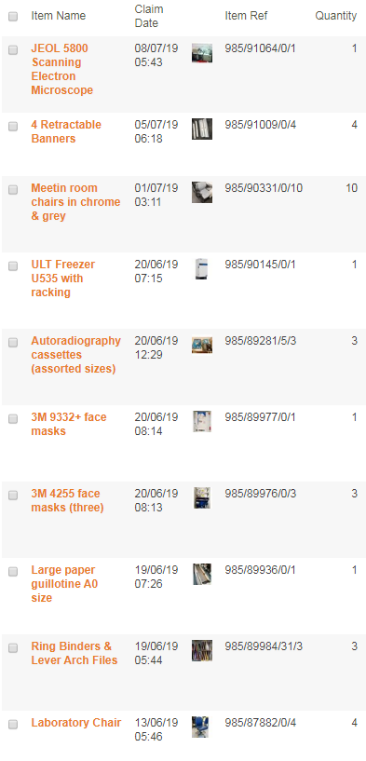 Item Name Claim Date Item Ref Quantity
JEOL 5800 Scanning Electron Microscope 08/07/19 05:43 985/91064/0/1 1
4 Retractable Banners 05/07/19 06:18 985/91009/0/4 4
Meetin room chairs in chrome & grey 01/07/19 03:11 985/90331/0/10 10
ULT Freezer U535 with racking 20/06/19 07:15 985/90145/0/1 1
Autoradiography cassettes (assorted sizes) 20/06/19 12:29 985/89281/5/3 3
3M 9332+ face masks 20/06/19 08:14 985/89977/0/1 1
3M 4255 face masks (three) 20/06/19 08:13 985/89976/0/3 3
Large paper guillotine A0 size 19/06/19 07:26 985/89936/0/1 1
Ring Binders & Lever Arch Files 19/06/19 05:44 985/89984/31/3 3
Laboratory Chair 13/06/19 05:46 985/87882/0/4 4